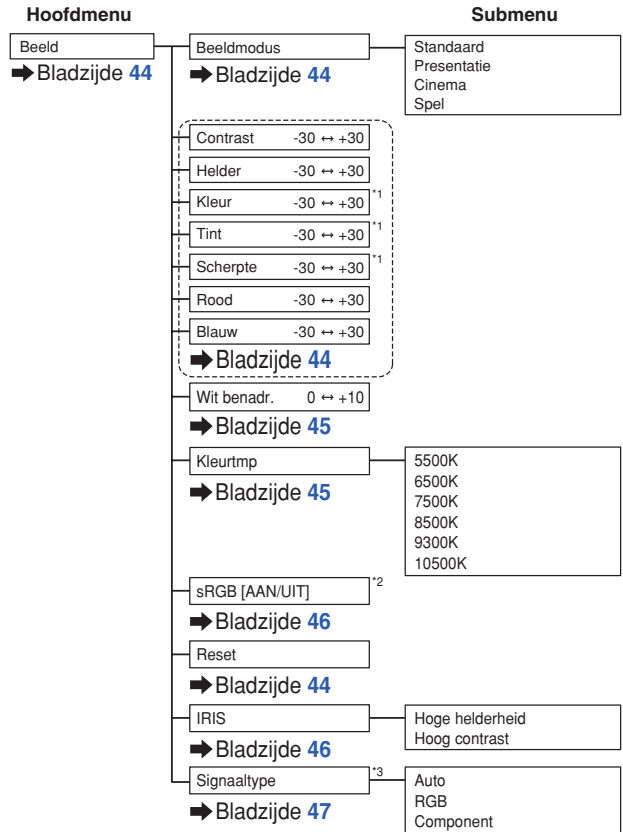 Hoofdmenu
Submenu
Beeld
➡ Bladzijde 44
Beeldmodus
➡ Bladzijde 44
Standaard
Presentatie
Cinema
Spel
Contrast -30 ↔ +30
Helder -30 ↔ +30
Kleur -30 ↔ +30 *1
Tint -30 ↔ +30 *1
Scherpte -30 ↔ +30 *1
Rood -30 ↔ +30
Blauw -30 ↔ +30
➡ Bladzijde 44
Wit benadr. 0 ↔ +10
➡ Bladzijde 45
Kleurtmp
➡ Bladzijde 45
5500K
6500K
7500K
8500K
9300K
10500K
sRGB [AAN/UIT] *2
➡ Bladzijde 46
Reset
➡ Bladzijde 44
IRIS
➡ Bladzijde 46
Hoge helderheid
Hoog contrast
Signaaltype *3
➡ Bladzijde 47
Auto
RGB
Component